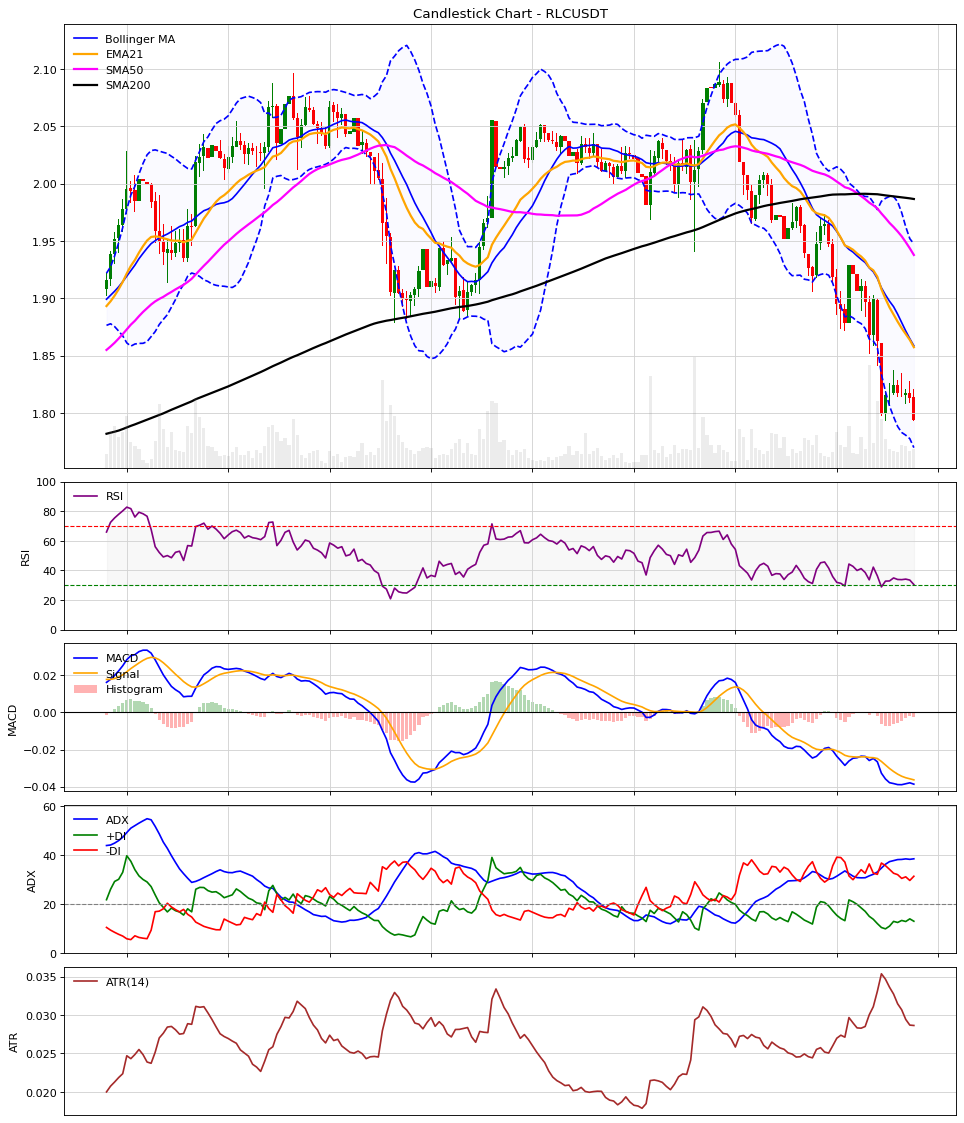 Candlestick Chart - RLCUSDT
Bollinger MA
EMA21
SMA50
SMA200
2.10
2.05
2.00
1.95
1.90
1.85
1.80
RSI
100
80
60
40
20
0
RSI
MACD
Signal
Histogram
0.02
0.00
−0.02
−0.04
MACD
ADX
+DI
-DI
60
40
20
0
ADX
ATR(14)
0.035
0.030
0.025
0.020
ATR